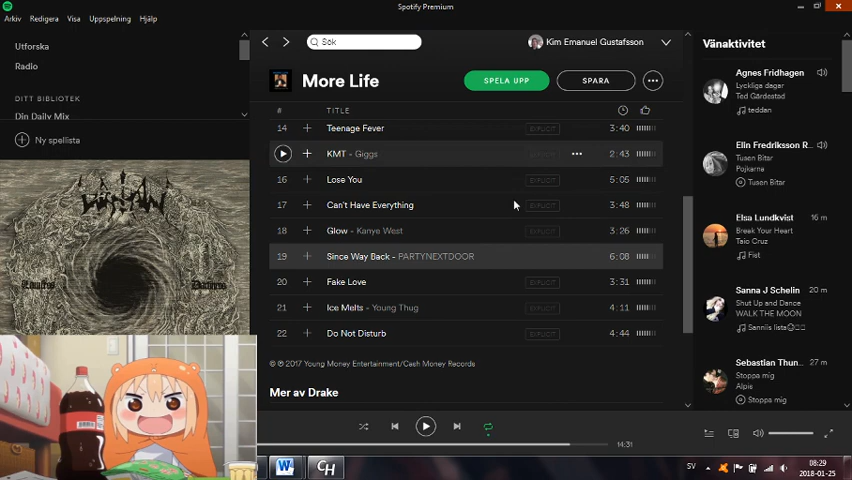 Spotify Premium
Arkiv Redigera Visa Uppspelning Hjälp
Utforska
Radio
DITT BIBLIOTEK
Din Daily Mix
Ny spellista
WATAIN
Sök
Kim Emanuel Gustafsson
More Life
SPELA UPP
SPARA
# TITLE
14 Teenage Fever EXPLICIT 3:40
KMT - Giggs EXPLICIT 2:43
16 Lose You EXPLICIT 5:05
17 Can't Have Everything EXPLICIT 3:48
18 Glow - Kanye West EXPLICIT 3:26
19 Since Way Back - PARTYNEXTDOOR 6:08
20 Fake Love EXPLICIT 3:31
21 Ice Melts - Young Thug EXPLICIT 4:11
22 Do Not Disturb EXPLICIT 4:44
© ℗ 2017 Young Money Entertainment/Cash Money Records
Mer av Drake
14:31
Vänaktivitet
Agnes Fridhagen
Lyckliga dagar
Ted Gärdestad
teddan
Elin Fredriksson R...
Tusen Bitar
Pojkarna
Tusen Bitar
Elsa Lundkvist 16 m
Break Your Heart
Taio Cruz
Fist
Sanna J Schelin 20 m
Shut Up and Dance
WALK THE MOON
Sanniis lista
Sebastian Thun... 27 m
Stoppa mig
Alpis
Stoppa mig
SV
08:29
2018-01-25